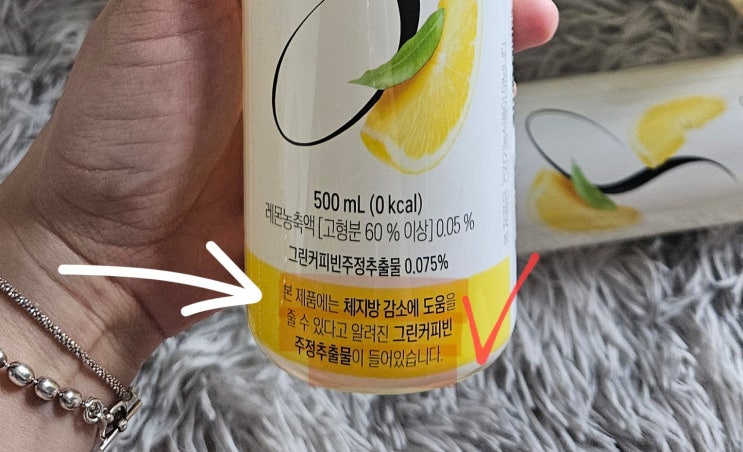 500 mL (0 kcal)
레몬농축액 [고형분 60 % 이상] 0.05 %
그린커피빈주정추출물 0.075%
본 제품에는 체지방 감소에 도움을
줄 수 있다고 알려진 그린커피빈
주정추출물이 들어있습니다.